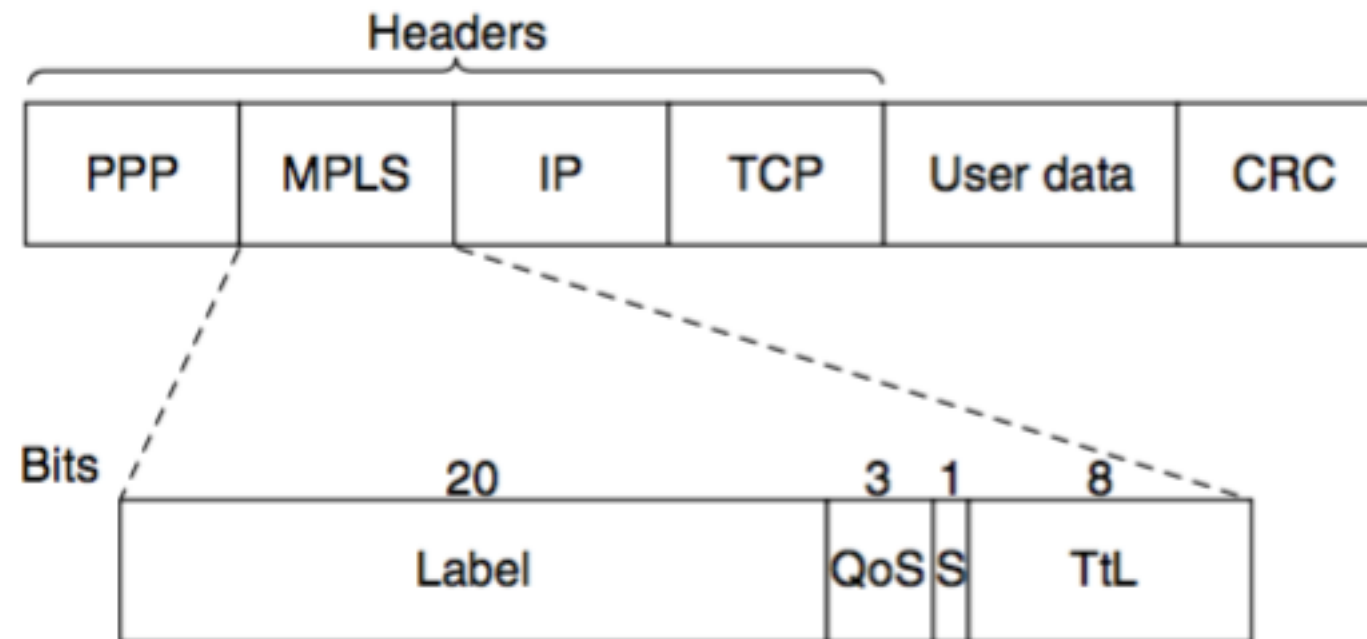 Headers
PPP MPLS IP TCP User data CRC
Bits 20 3 1 8
Label QoS S TtL